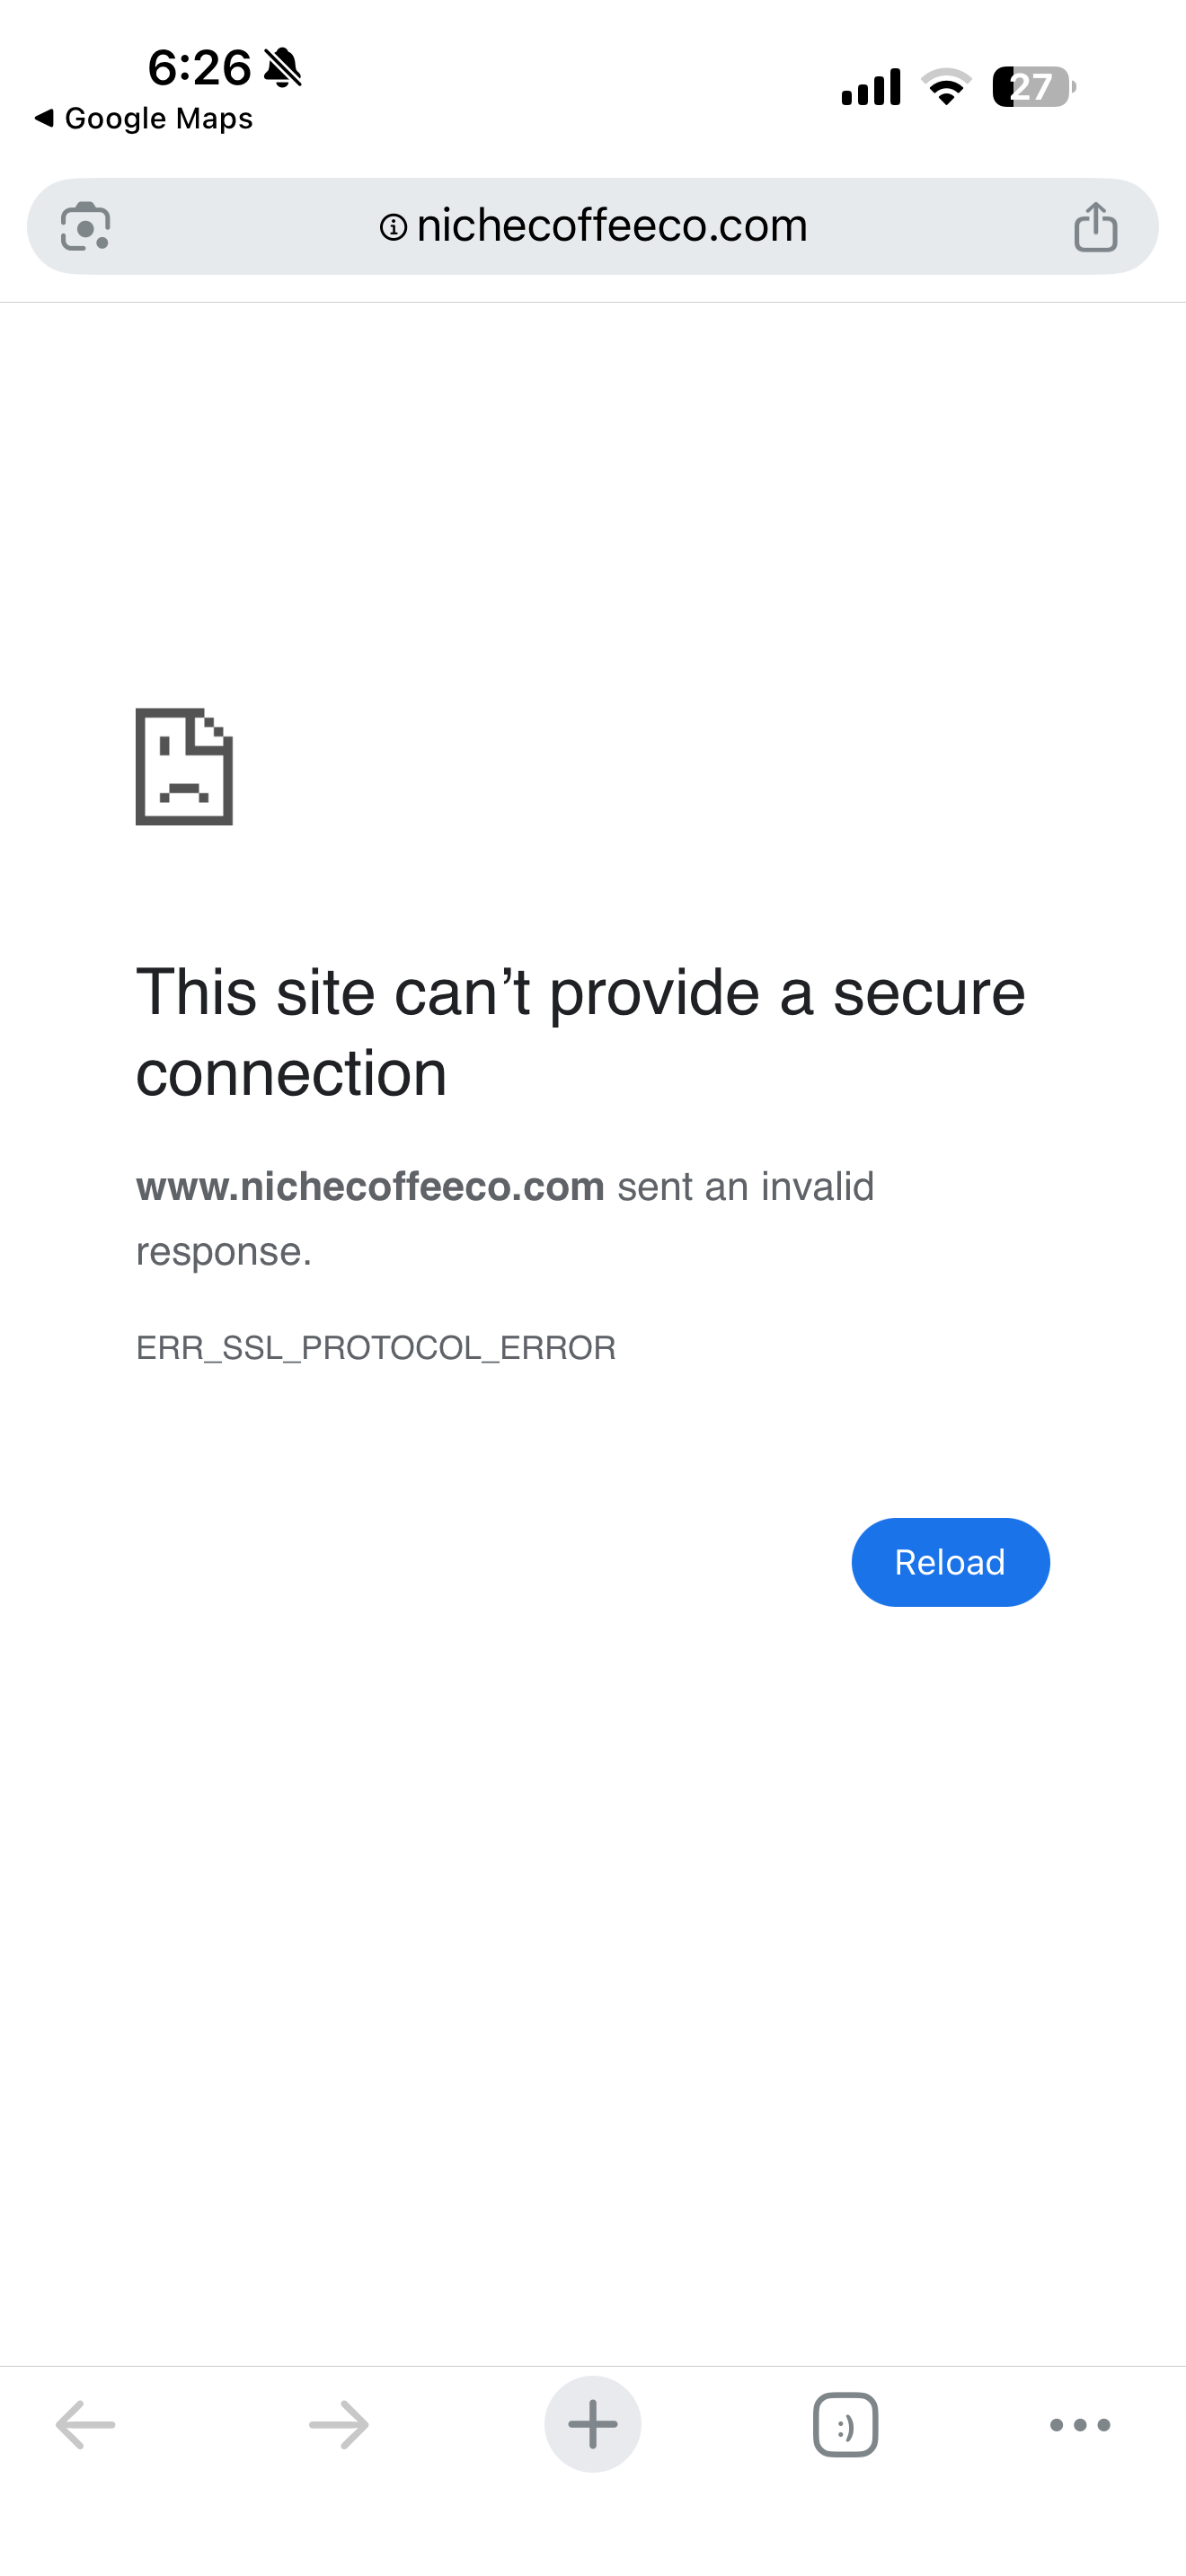 6:26
27
◀ Google Maps
nichecoffeeco.com
This site can’t provide a secure
connection
www.nichecoffeeco.com sent an invalid
response.
ERR_SSL_PROTOCOL_ERROR
Reload
:)